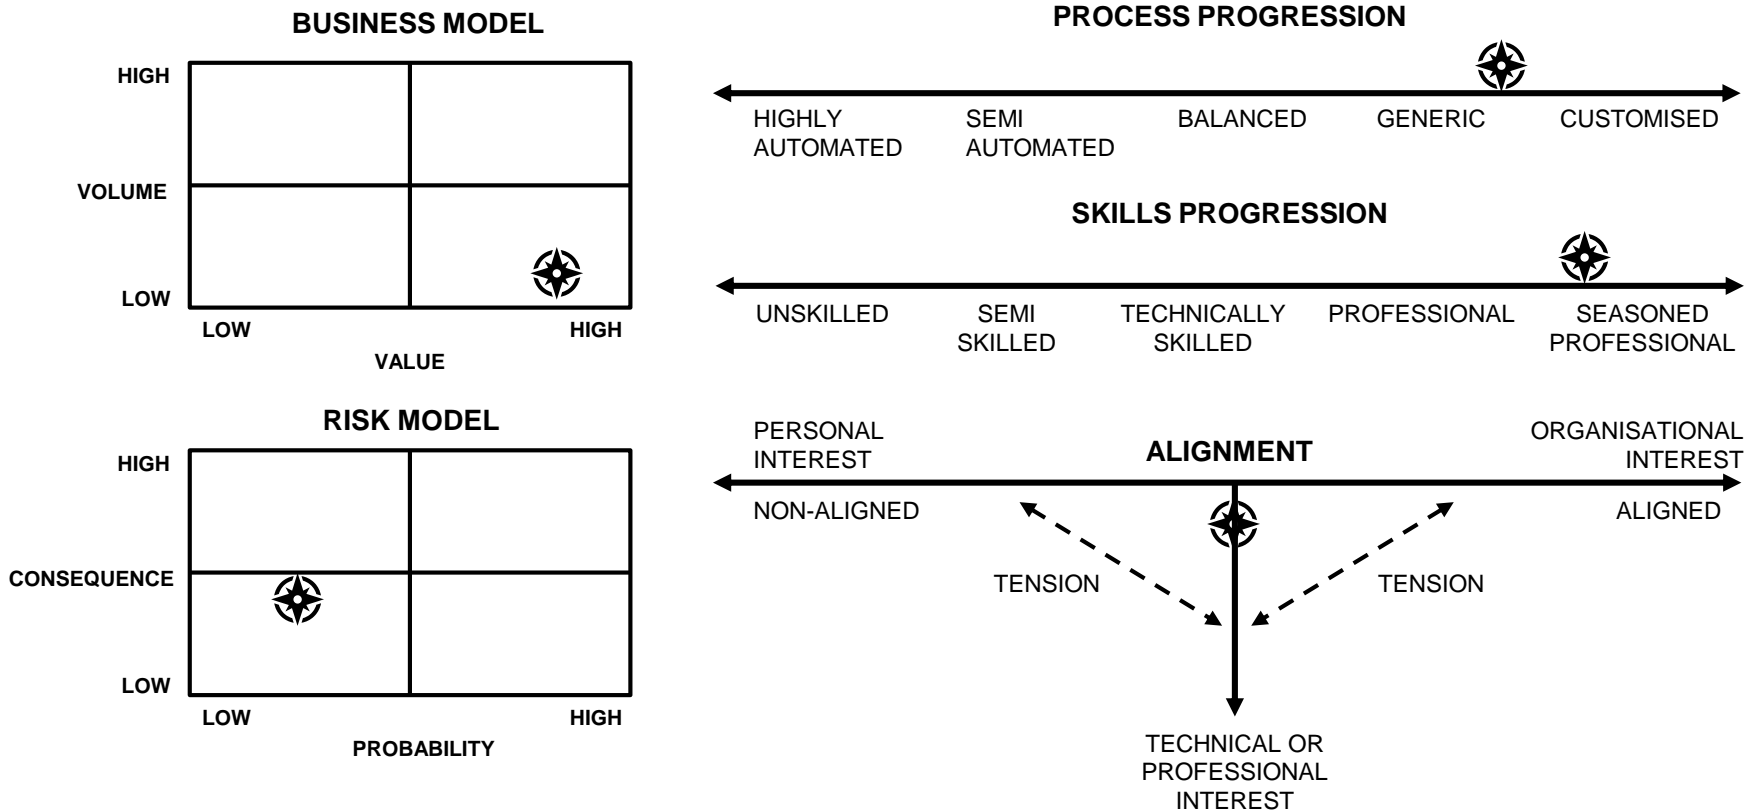 BUSINESS MODEL
HIGH
VOLUME
LOW
LOW
HIGH
VALUE
RISK MODEL
HIGH
CONSEQUENCE
LOW
LOW
HIGH
PROBABILITY
PROCESS PROGRESSION
HIGHLY
AUTOMATED
SEMI
AUTOMATED
BALANCED
GENERIC
CUSTOMISED
SKILLS PROGRESSION
UNSKILLED
SEMI
SKILLED
TECHNICALLY
SKILLED
PROFESSIONAL
SEASONED
PROFESSIONAL
PERSONAL
INTEREST
ALIGNMENT
ORGANISATIONAL
INTEREST
NON-ALIGNED
ALIGNED
TENSION
TENSION
TECHNICAL OR
PROFESSIONAL
INTEREST